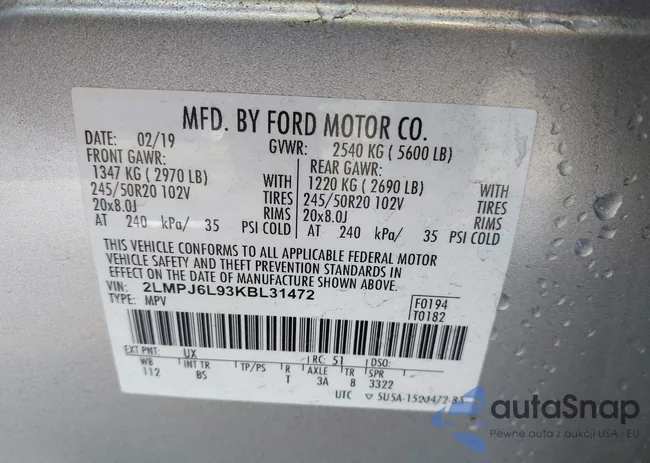 MFD. BY FORD MOTOR CO.
DATE: 02/19 GVWR: 2540 KG ( 5600 LB)
FRONT GAWR: REAR GAWR:
1347 KG ( 2970 LB) WITH 1220 KG ( 2690 LB) WITH
245/50R20 102V TIRES 245/50R20 102V TIRES
20x8.0J RIMS 20x8.0J RIMS
AT 240 kPa/ 35 PSI COLD AT 240 kPa/ 35 PSI COLD
THIS VEHICLE CONFORMS TO ALL APPLICABLE FEDERAL MOTOR
VEHICLE SAFETY AND THEFT PREVENTION STANDARDS IN
EFFECT ON THE DATE OF MANUFACTURE SHOWN ABOVE.
VIN: 2LMPJ6L93KBL31472
TYPE: MPV
F0194
T0182
EXT PNT: UX RC: 51 DSO:
WB INT TR TP/PS R AXLE TR SPR
112 BS T 3A 8 3322
UTC
autaSnap
Pewne auta z aukcji USA i EU